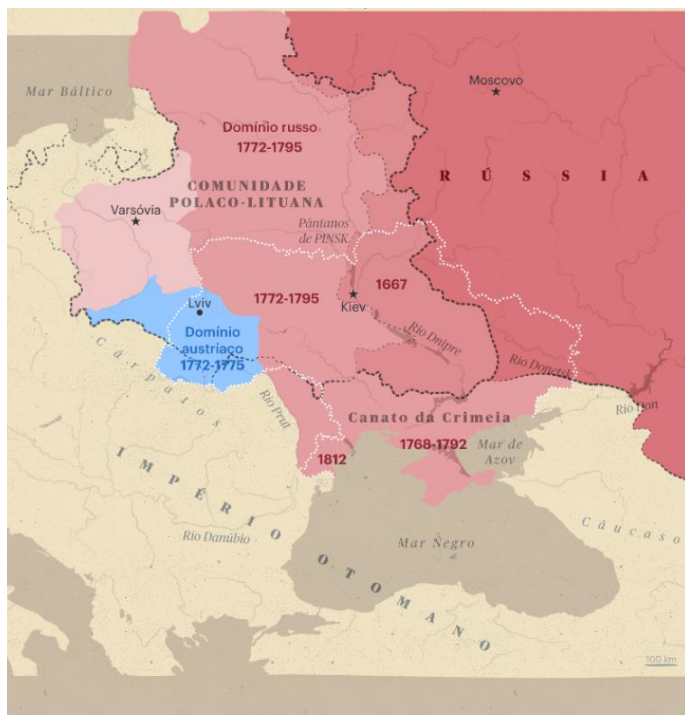 Moscovo
Mar Báltico
Domínio russo
1772-1795
RÚSSIA
COMUNIDADE
POLACO-LITUANA
Varsóvia
Pântanos
de PINSK
1772-1795
1667
Kiev
Lviv
Domínio
austríaco
1772-1775
Rio Dnipre
Rio Donetsk
Cárpatos
Rio Prut
Rio Don
Canato da Crimeia
1768-1792
Mar de
Azov
1812
IMPÉRIO OTOMANO
Rio Danúbio
Mar Negro
Cáucaso
100 km